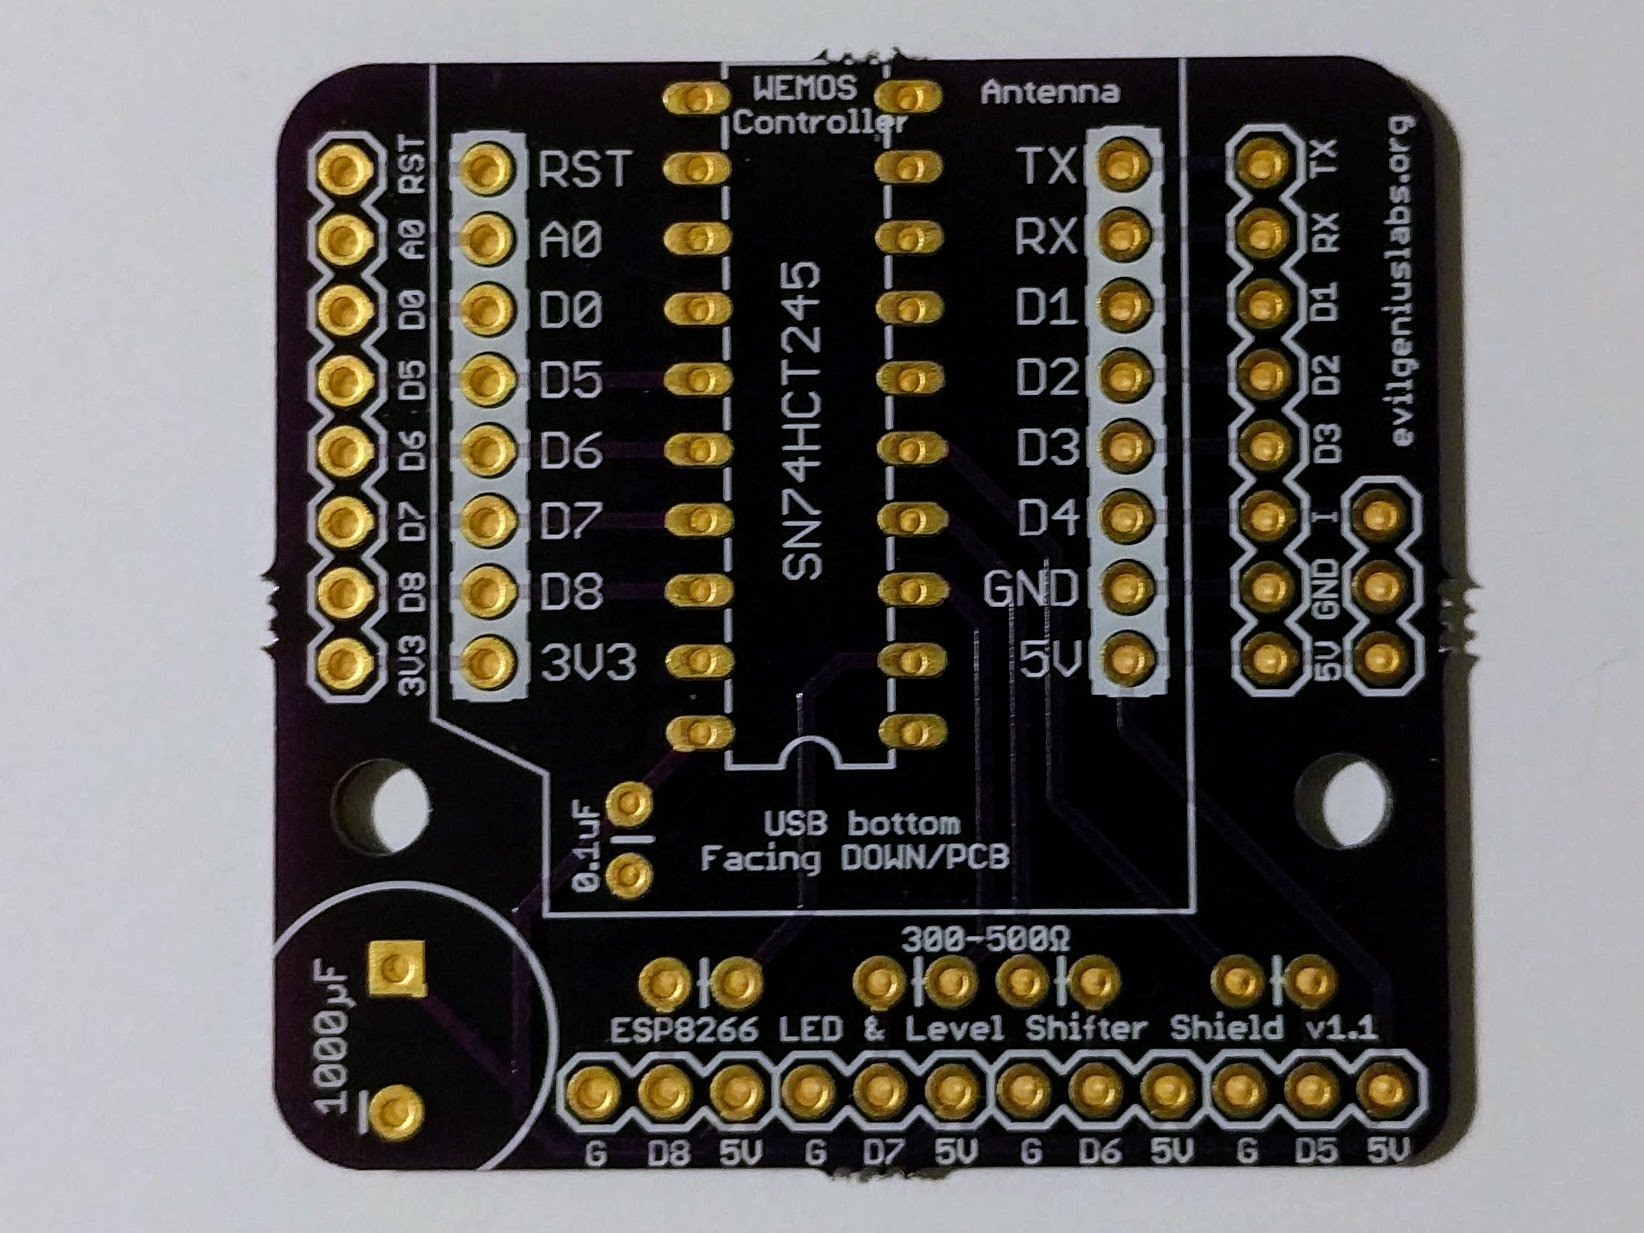 WEMOS
Controller
Antenna
evilgeniuslabs.org
RST
A0
D0
D5
D6
D7
D8
3V3
RST
A0
D0
D5
D6
D7
D8
3V3
SN74HCT245
TX
RX
D1
D2
D3
D4
GND
5V
TX
RX
D1
D2
D3
I
GND
5V
0.1uF
USB bottom
Facing DOWN/PCB
1000µF
300-500Ω
ESP8266 LED & Level Shifter Shield v1.1
G D8 5V G D7 5V G D6 5V G D5 5V